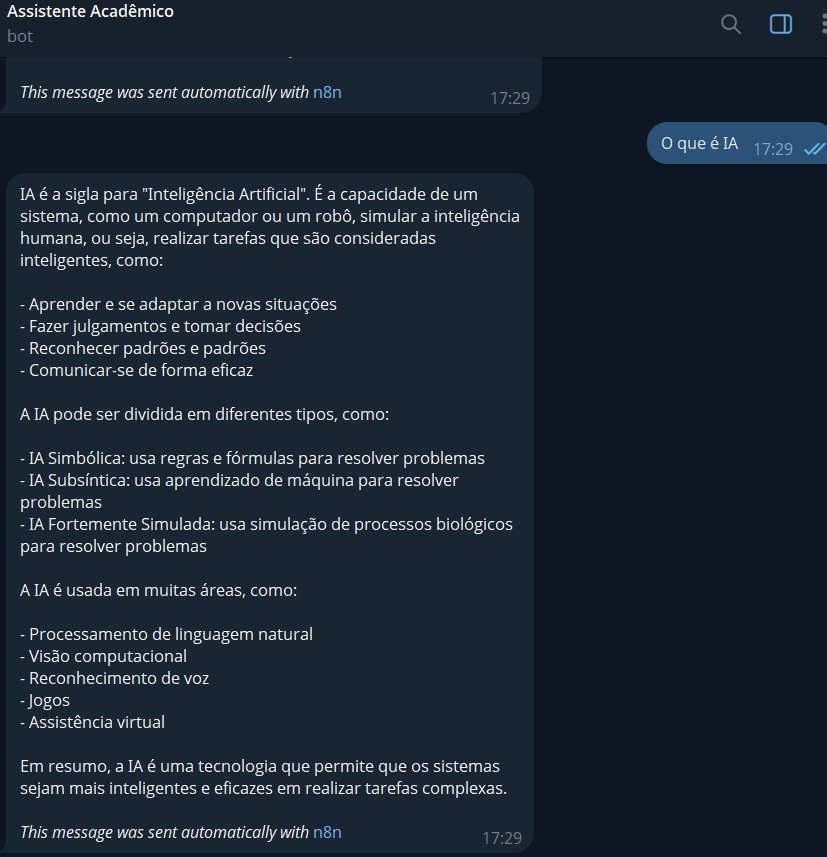 Assistente Acadêmico
bot
This message was sent automatically with n8n
17:29
O que é IA 17:29
IA é a sigla para "Inteligência Artificial". É a capacidade de um
sistema, como um computador ou um robô, simular a inteligência
humana, ou seja, realizar tarefas que são consideradas
inteligentes, como:
- Aprender e se adaptar a novas situações
- Fazer julgamentos e tomar decisões
- Reconhecer padrões e padrões
- Comunicar-se de forma eficaz
A IA pode ser dividida em diferentes tipos, como:
- IA Simbólica: usa regras e fórmulas para resolver problemas
- IA Subsíntica: usa aprendizado de máquina para resolver
problemas
- IA Fortemente Simulada: usa simulação de processos biológicos
para resolver problemas
A IA é usada em muitas áreas, como:
- Processamento de linguagem natural
- Visão computacional
- Reconhecimento de voz
- Jogos
- Assistência virtual
Em resumo, a IA é uma tecnologia que permite que os sistemas
sejam mais inteligentes e eficazes em realizar tarefas complexas.
This message was sent automatically with n8n
17:29